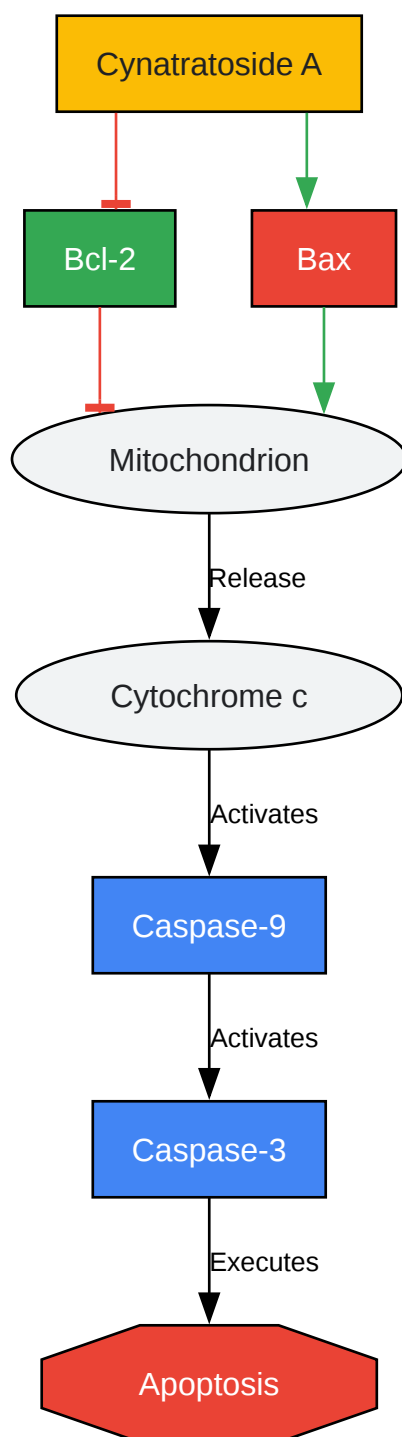 Cynatratoside A
Bcl-2
Bax
Mitochondrion
Release
Cytochrome c
Activates
Caspase-9
Activates
Caspase-3
Executes
Apoptosis